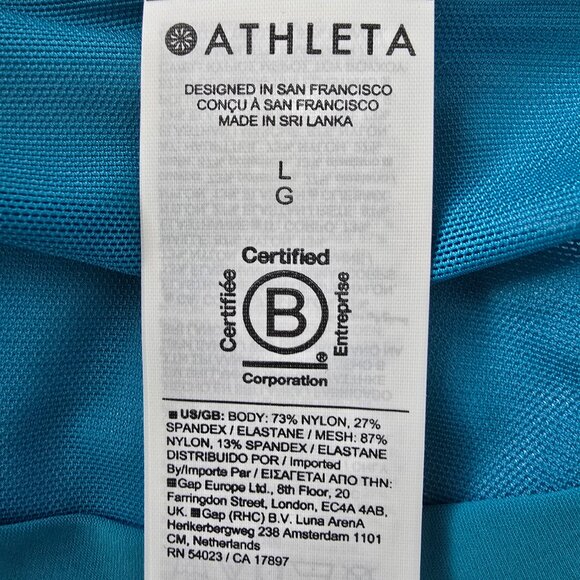 ATHLETA
DESIGNED IN SAN FRANCISCO
CONÇU À SAN FRANCISCO
MADE IN SRI LANKA
L
G
Certified
Certifiée
B
Entreprise
®
Corporation
US/GB: BODY: 73% NYLON, 27%
SPANDEX / ELASTANE / MESH: 87%
NYLON, 13% SPANDEX / ELASTANE
DISTRIBUIDO POR / Imported
By/Importe Par / ΕΙΣΑΓΕΤΑΙ ΑΠΟ ΤΗΝ:
Gap Europe Ltd., 8th Floor, 20
Farringdon Street, London, EC4A 4AB,
UK. Gap (RHC) B.V. Luna ArenA
Herikerbergweg 238 Amsterdam 1101
CM, Netherlands
RN 54023 / CA 17897